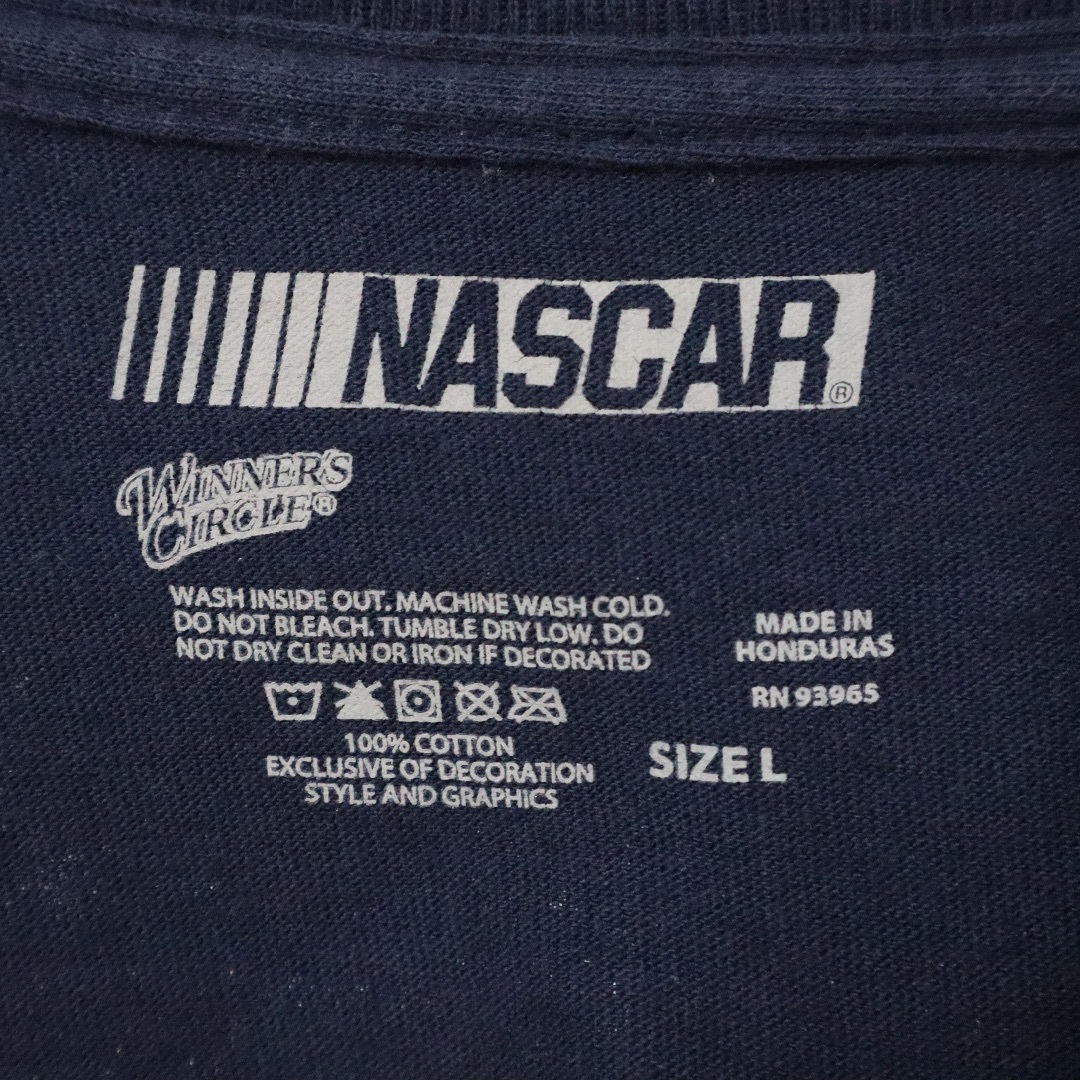 NASCAR®
WINNER'S
CIRCLE®
WASH INSIDE OUT. MACHINE WASH COLD.
DO NOT BLEACH. TUMBLE DRY LOW. DO
NOT DRY CLEAN OR IRON IF DECORATED
100% COTTON
EXCLUSIVE OF DECORATION
STYLE AND GRAPHICS
MADE IN
HONDURAS
RN 93965
SIZE L